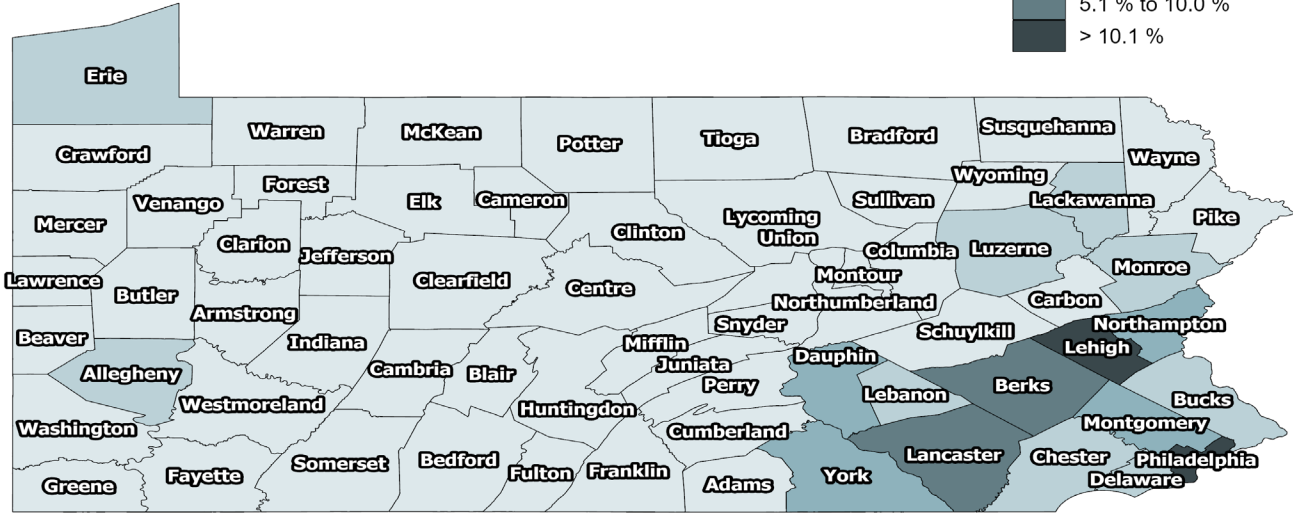 5.1 % to 10.0 %
> 10.1 %
Erie
Warren
McKean
Potter
Tioga
Bradford
Susquehanna
Wayne
Crawford
Forest
Venango
Elk
Cameron
Sullivan
Wyoming
Lackawanna
Pike
Mercer
Clarion
Jefferson
Clinton
Lycoming
Union
Columbia
Luzerne
Monroe
Lawrence
Butler
Clearfield
Centre
Montour
Northumberland
Carbon
Armstrong
Beaver
Indiana
Mifflin
Snyder
Schuylkill
Northampton
Lehigh
Allegheny
Cambria
Blair
Juniata
Perry
Dauphin
Lebanon
Berks
Bucks
Westmoreland
Huntingdon
Cumberland
Montgomery
Washington
Somerset
Bedford
Fulton
Franklin
Adams
York
Lancaster
Chester
Philadelphia
Delaware
Greene
Fayette